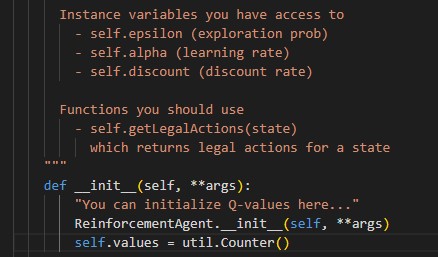 Instance variables you have access to
- self.epsilon (exploration prob)
- self.alpha (learning rate)
- self.discount (discount rate)
Functions you should use
- self.getLegalActions(state)
which returns legal actions for a state
"""
def __init__(self, **args):
"You can initialize Q-values here..."
ReinforcementAgent.__init__(self, **args)
self.values = util.Counter()